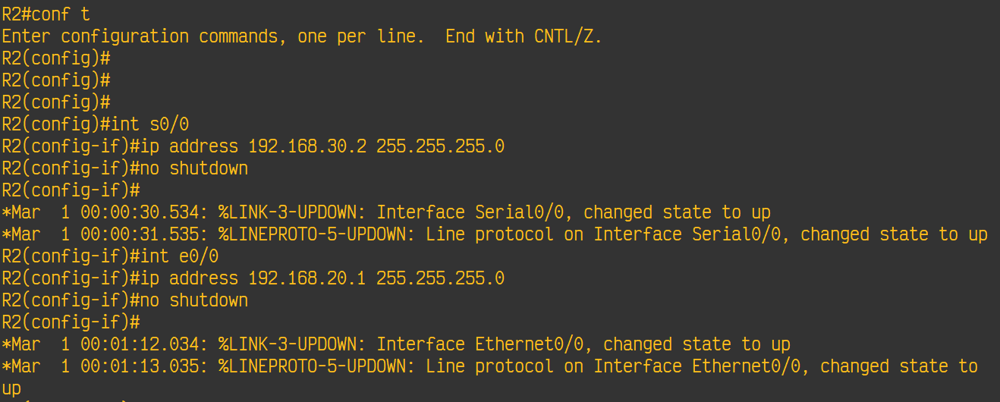 R2#conf t
Enter configuration commands, one per line.  End with CNTL/Z.
R2(config)#
R2(config)#
R2(config)#
R2(config)#int s0/0
R2(config-if)#ip address 192.168.30.2 255.255.255.0
R2(config-if)#no shutdown
R2(config-if)#
*Mar  1 00:00:30.534: %LINK-3-UPDOWN: Interface Serial0/0, changed state to up
*Mar  1 00:00:31.535: %LINEPROTO-5-UPDOWN: Line protocol on Interface Serial0/0, changed state to up
R2(config-if)#int e0/0
R2(config-if)#ip address 192.168.20.1 255.255.255.0
R2(config-if)#no shutdown
R2(config-if)#
*Mar  1 00:01:12.034: %LINK-3-UPDOWN: Interface Ethernet0/0, changed state to up
*Mar  1 00:01:13.035: %LINEPROTO-5-UPDOWN: Line protocol on Interface Ethernet0/0, changed state to
up